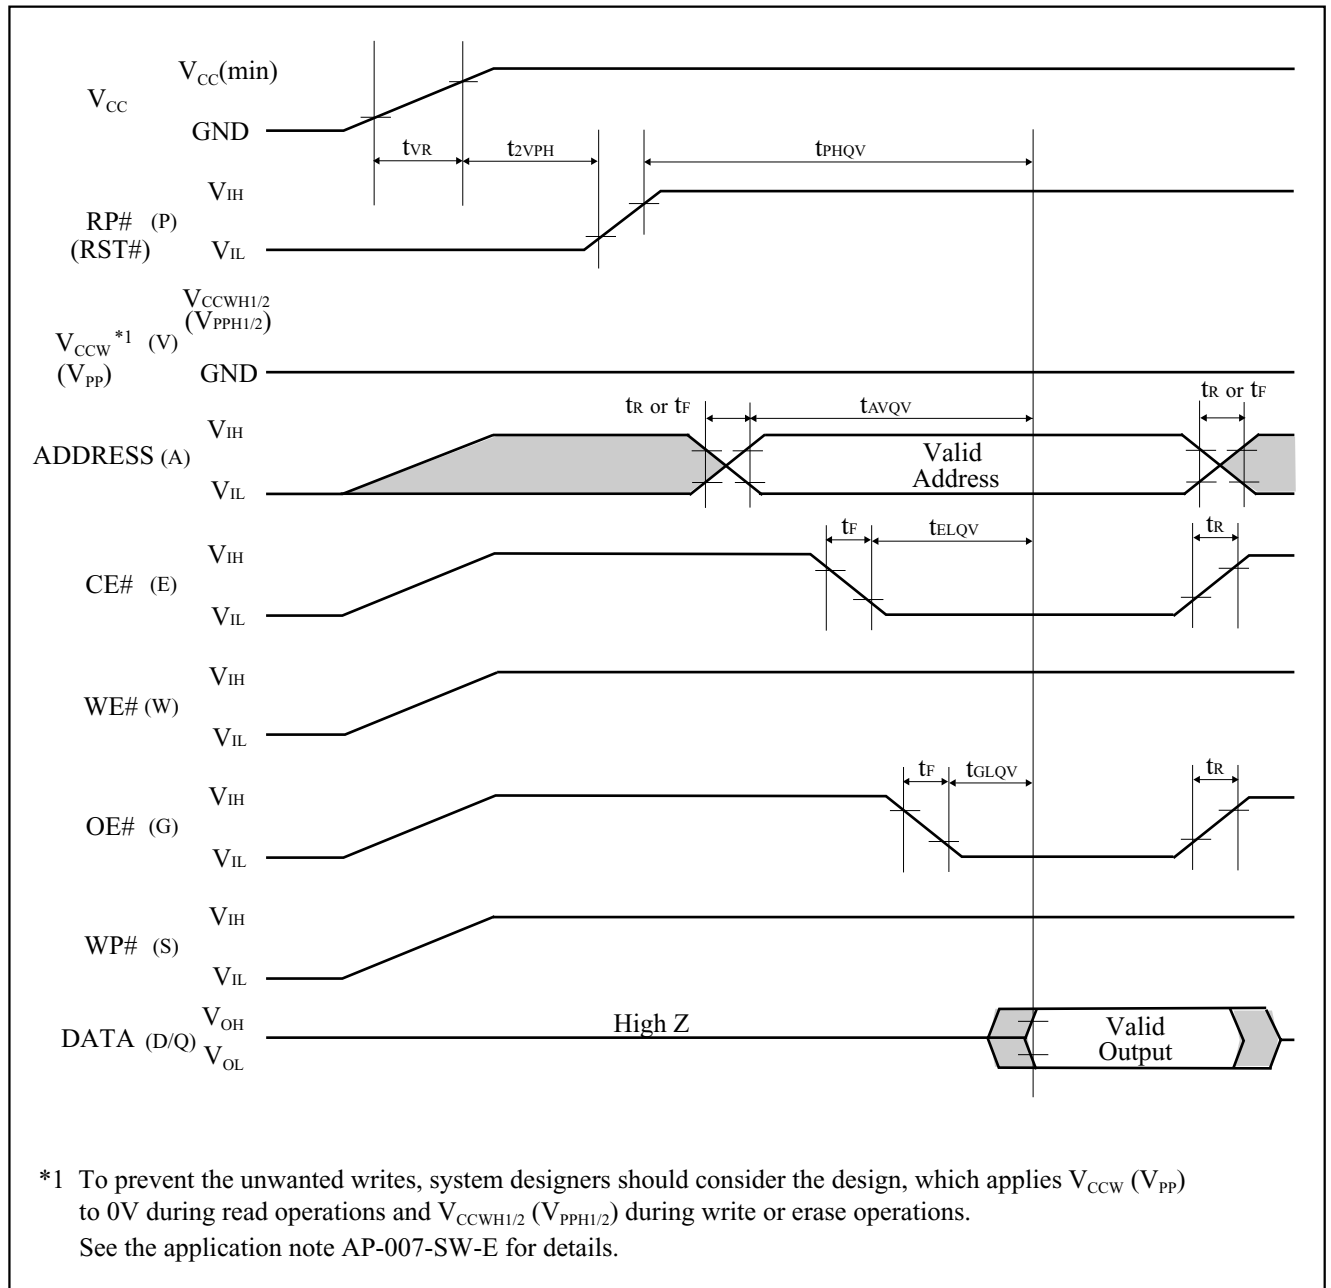 VCC(min)
VCC
GND
tVR
t2VPH
tPHQV
VIH
RP# (P)
(RST#)
VIL
VCCWH1/2
(VPPH1/2)
VCCW *1 (V)
(VPP)
GND
tR or tF
tAVQV
tR or tF
VIH
ADDRESS (A)
Valid
Address
VIL
tF
tELQV
tR
VIH
CE# (E)
VIL
VIH
WE# (W)
VIL
tF
tGLQV
tR
VIH
OE# (G)
VIL
VIH
WP# (S)
VIL
VOH
High Z
DATA (D/Q)
Valid
Output
VOL
*1 To prevent the unwanted writes, system designers should consider the design, which applies VCCW (VPP)
to 0V during read operations and VCCWH1/2 (VPPH1/2) during write or erase operations.
See the application note AP-007-SW-E for details.